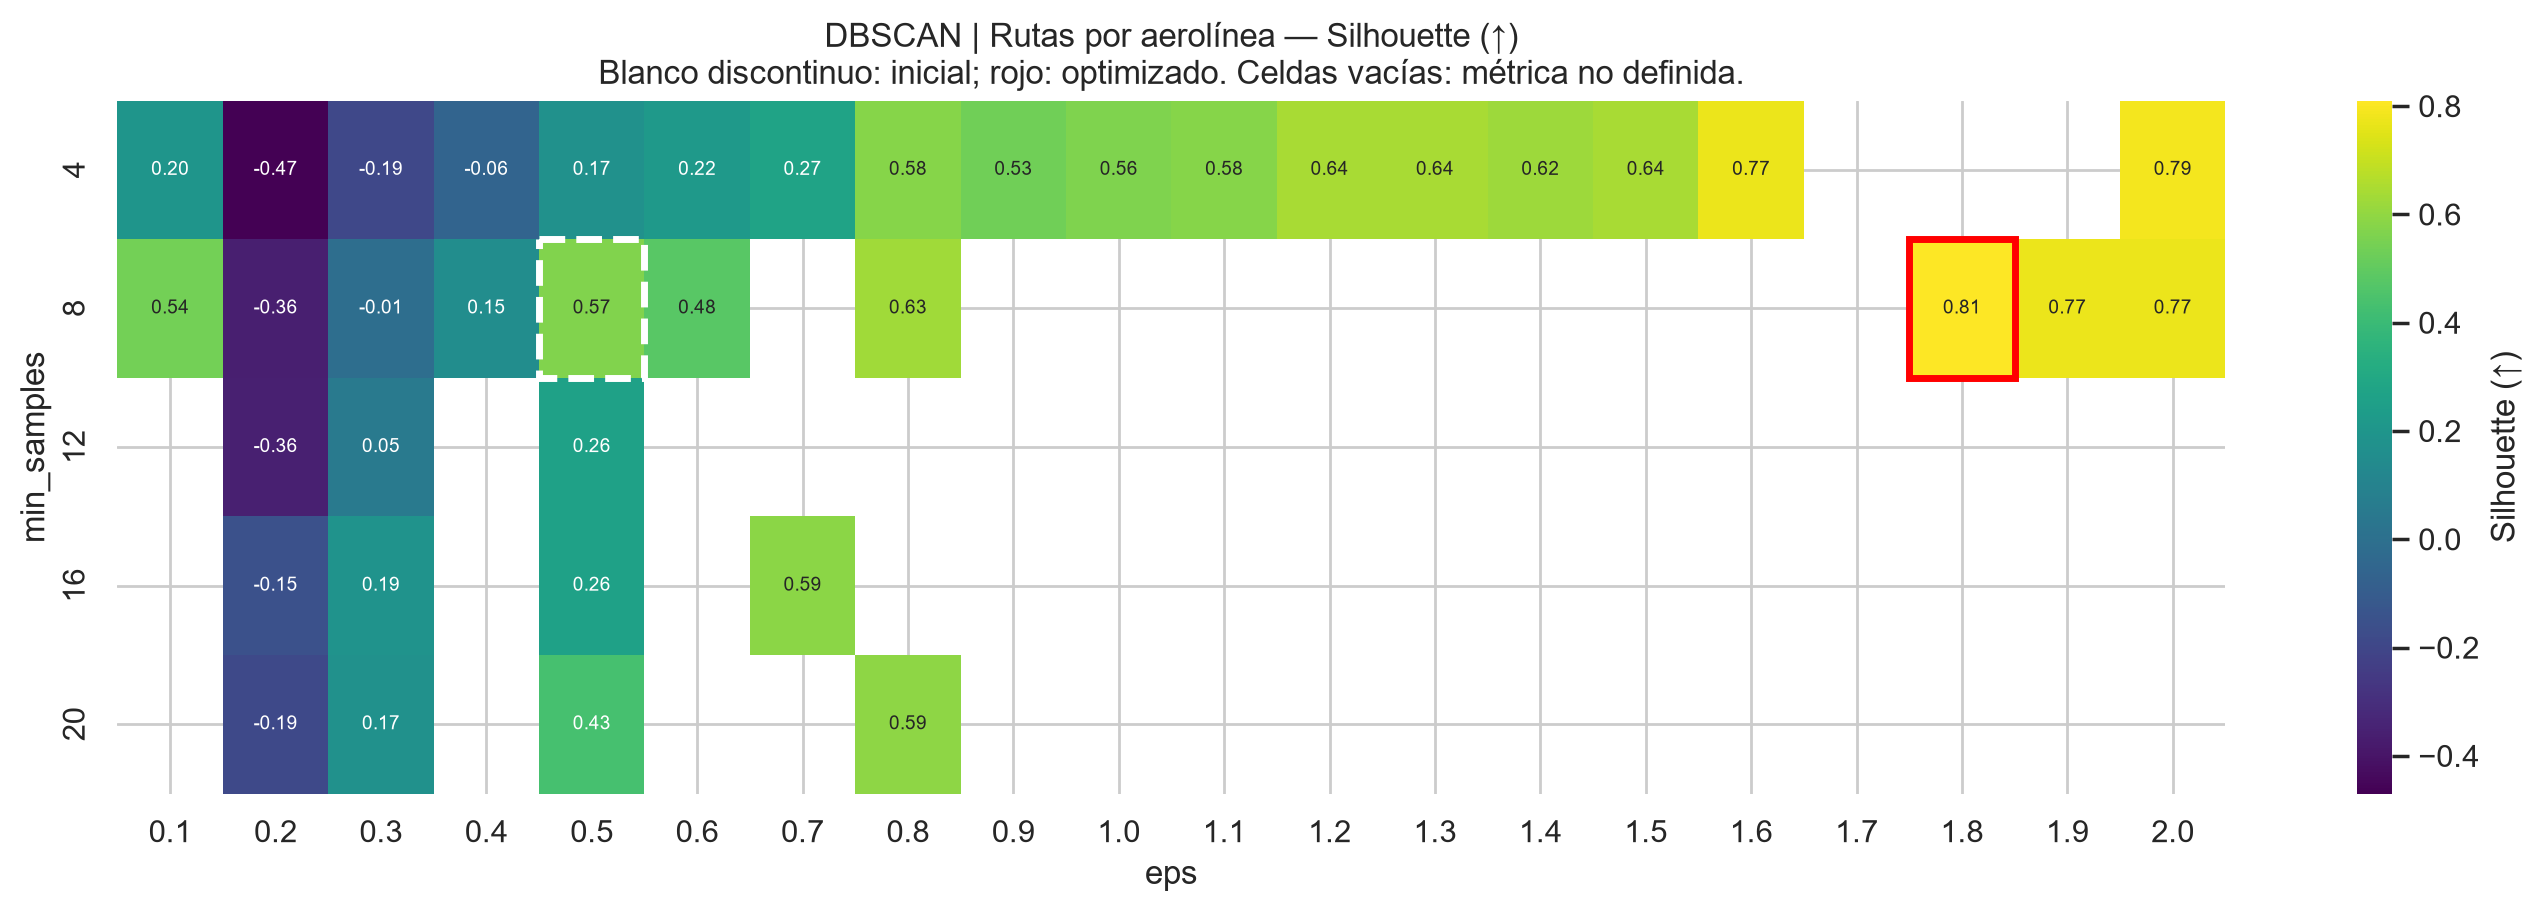 DBSCAN | Rutas por aerolínea — Silhouette (↑)
Blanco discontinuo: inicial; rojo: optimizado. Celdas vacías: métrica no definida.
min_samples
4
0.20 -0.47 -0.19 -0.06 0.17 0.22 0.27 0.58 0.53 0.56 0.58 0.64 0.64 0.62 0.64 0.77 0.79
8
0.54 -0.36 -0.01 0.15 0.57 0.48 0.63 0.81 0.77 0.77
12
-0.36 0.05 0.26
16
-0.15 0.19 0.26 0.59
20
-0.19 0.17 0.43 0.59
0.1 0.2 0.3 0.4 0.5 0.6 0.7 0.8 0.9 1.0 1.1 1.2 1.3 1.4 1.5 1.6 1.7 1.8 1.9 2.0
eps
0.8
0.6
0.4
0.2
0.0
−0.2
−0.4
Silhouette (↑)